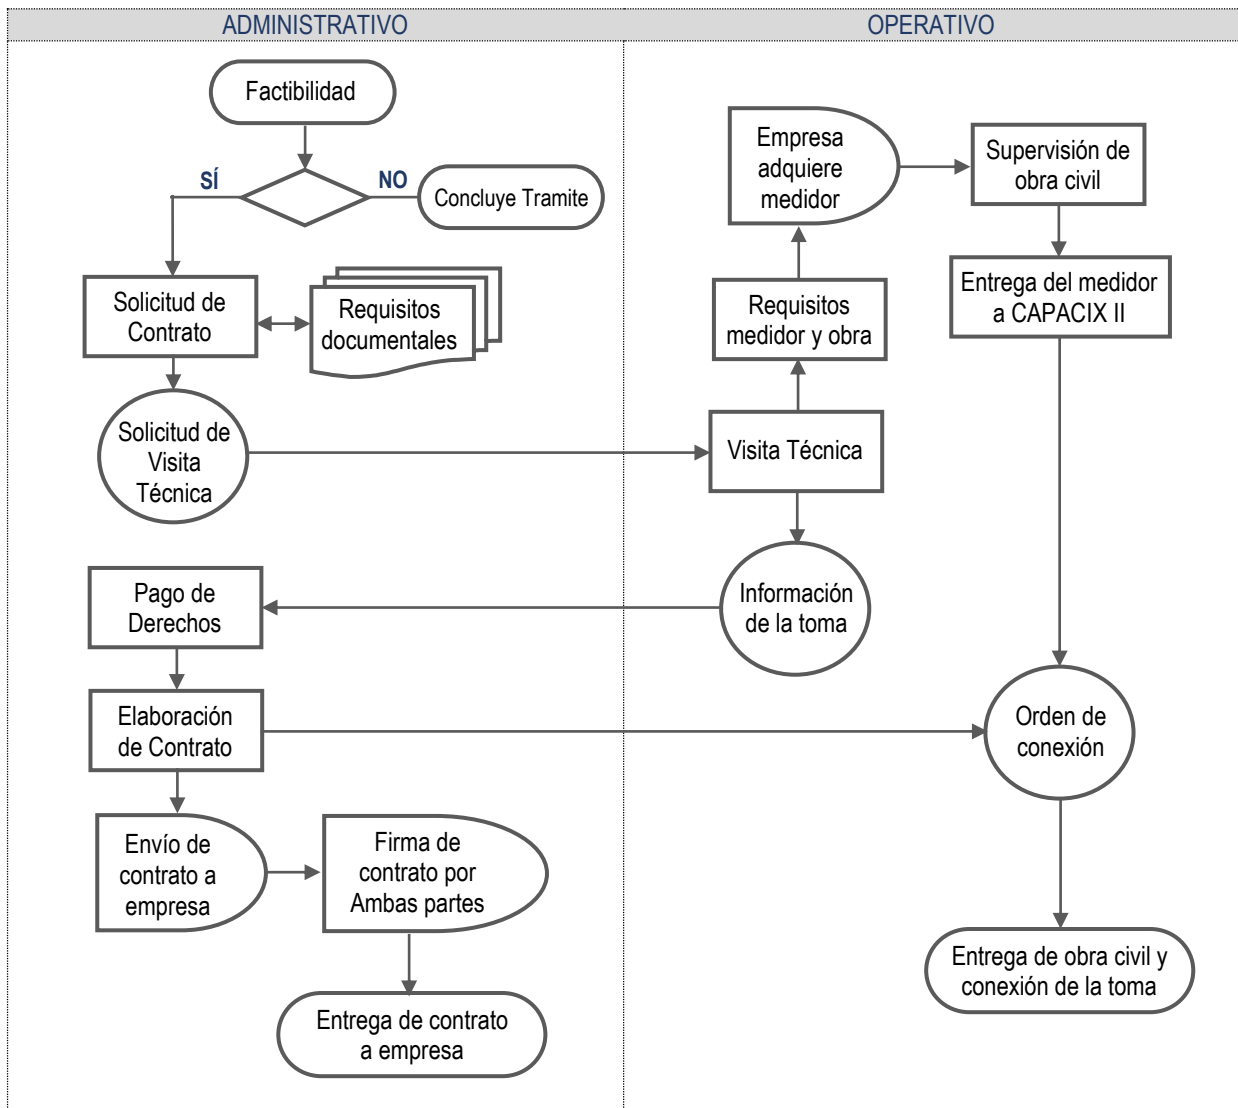 ADMINISTRATIVO
OPERATIVO
Factibilidad
SÍ
NO
Concluye Tramite
Solicitud de
Contrato
Requisitos
documentales
Solicitud de
Visita
Técnica
Pago de
Derechos
Elaboración
de Contrato
Envío de
contrato a
empresa
Firma de
contrato por
Ambas partes
Entrega de contrato
a empresa
Empresa
adquiere
medidor
Supervisión de
obra civil
Requisitos
medidor y obra
Entrega del medidor
a CAPACIX II
Visita Técnica
Información
de la toma
Orden de
conexión
Entrega de obra civil y
conexión de la toma